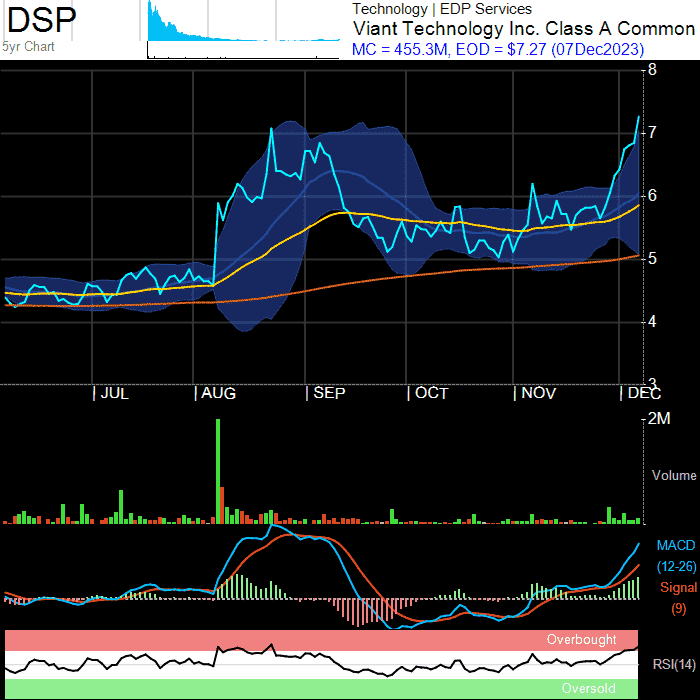 DSP
5yr Chart
Technology | EDP Services
Viant Technology Inc. Class A Common
MC = 455.3M, EOD = $7.27 (07Dec2023)
8
7
6
5
4
3
JUL AUG SEP OCT NOV DEC
2M
Volume
MACD
(12-26)
Signal
(9)
Overbought
RSI(14)
Oversold